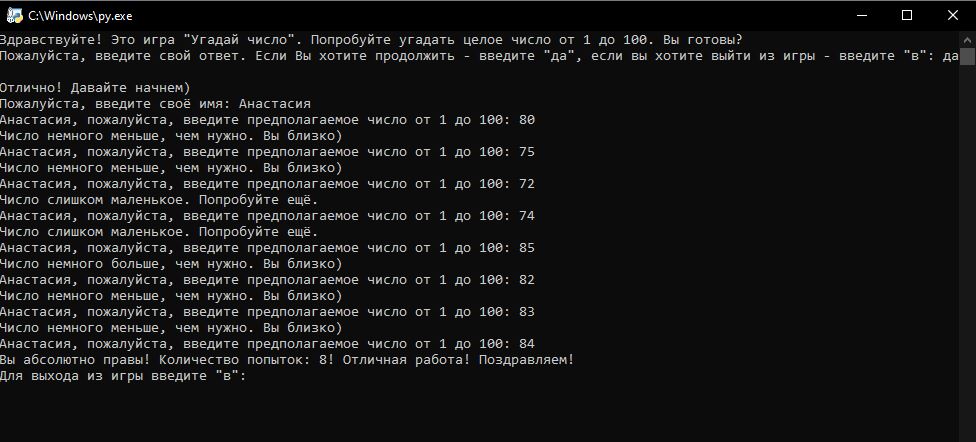 C:\Windows\py.exe
Здравствуйте! Это игра "Угадай число". Попробуйте угадать целое число от 1 до 100. Вы готовы?
Пожалуйста, введите свой ответ. Если Вы хотите продолжить - введите "да", если вы хотите выйти из игры - введите "в": да
Отлично! Давайте начнем)
Пожалуйста, введите своё имя: Анастасия
Анастасия, пожалуйста, введите предполагаемое число от 1 до 100: 80
Число немного меньше, чем нужно. Вы близко)
Анастасия, пожалуйста, введите предполагаемое число от 1 до 100: 75
Число немного меньше, чем нужно. Вы близко)
Анастасия, пожалуйста, введите предполагаемое число от 1 до 100: 72
Число слишком маленькое. Попробуйте ещё.
Анастасия, пожалуйста, введите предполагаемое число от 1 до 100: 74
Число слишком маленькое. Попробуйте ещё.
Анастасия, пожалуйста, введите предполагаемое число от 1 до 100: 85
Число немного больше, чем нужно. Вы близко)
Анастасия, пожалуйста, введите предполагаемое число от 1 до 100: 82
Число немного меньше, чем нужно. Вы близко)
Анастасия, пожалуйста, введите предполагаемое число от 1 до 100: 83
Число немного меньше, чем нужно. Вы близко)
Анастасия, пожалуйста, введите предполагаемое число от 1 до 100: 84
Вы абсолютно правы! Количество попыток: 8! Отличная работа! Поздравляем!
Для выхода из игры введите "в":